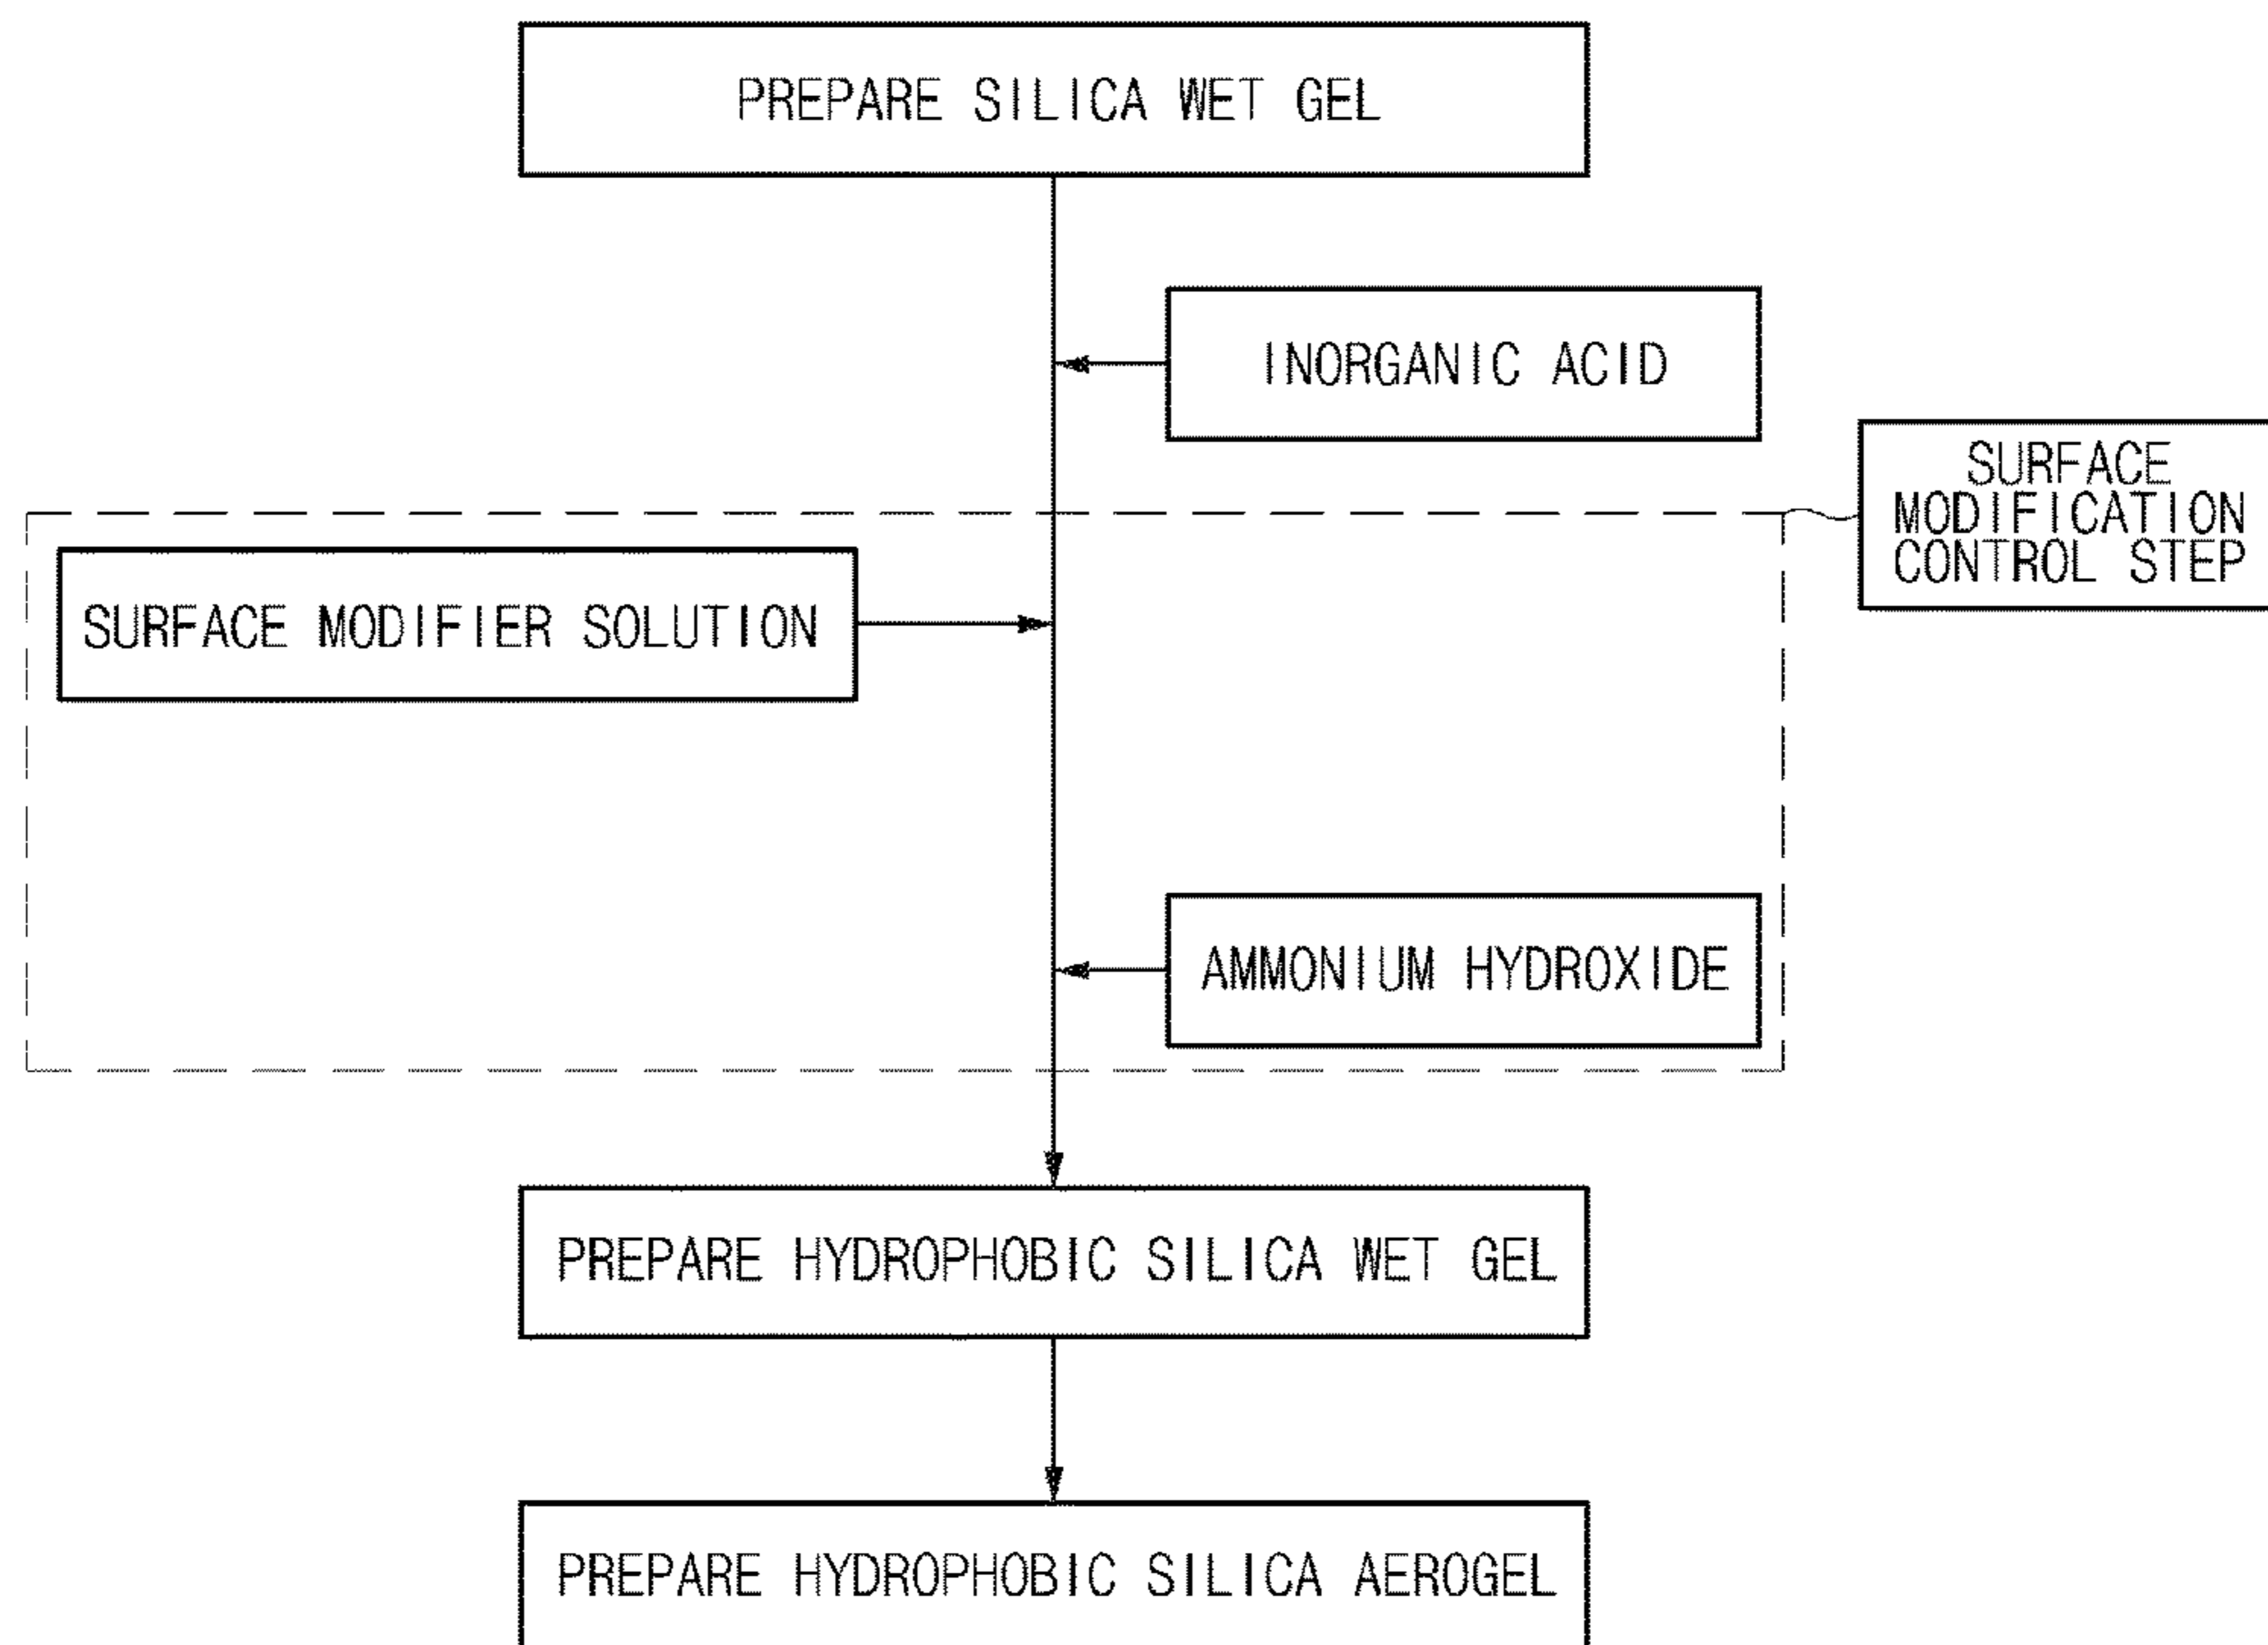 PREPARE SILICA WET GEL
INORGANIC ACID
SURFACE
MODIFICATION
CONTROL STEP
SURFACE MODIFIER SOLUTION
AMMONIUM HYDROXIDE
PREPARE HYDROPHOBIC SILICA WET GEL
PREPARE HYDROPHOBIC SILICA AEROGEL